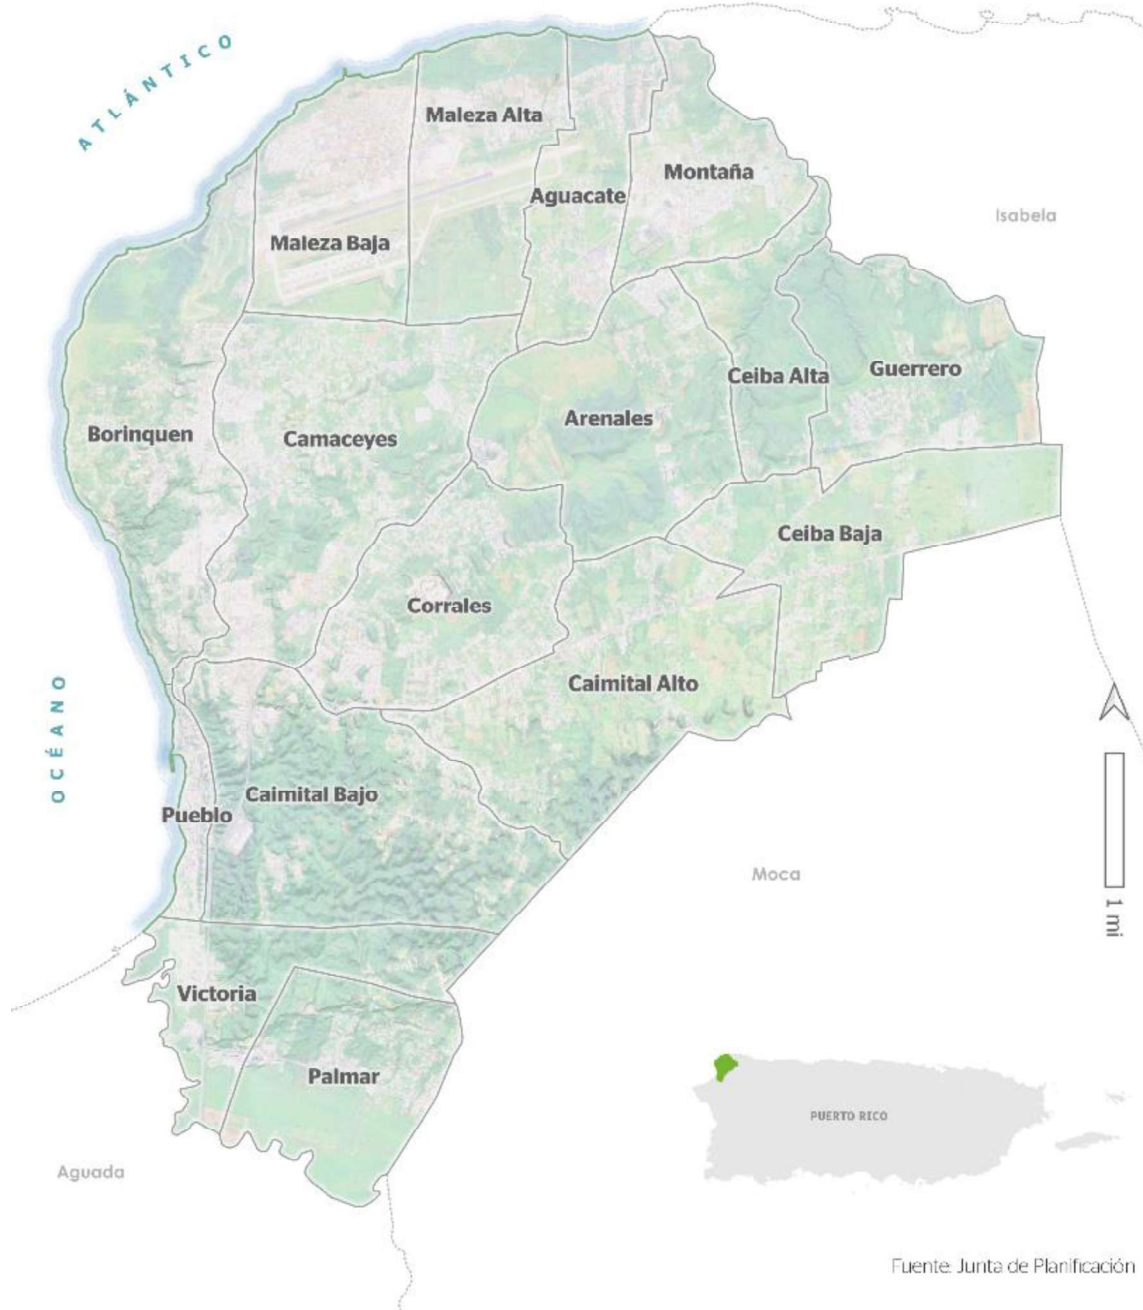 ATLÁNTICO
Maleza Alta
Montaña
Aguacate
Isabela
Maleza Baja
Ceiba Alta
Guerrero
Borinquen
Camaceyes
Arenales
Ceiba Baja
Corrales
Caimital Alto
OCÉANO
Caimital Bajo
Pueblo
Moca
1 mi
Victoria
Palmar
PUERTO RICO
Aguada
Fuente: Junta de Planificación